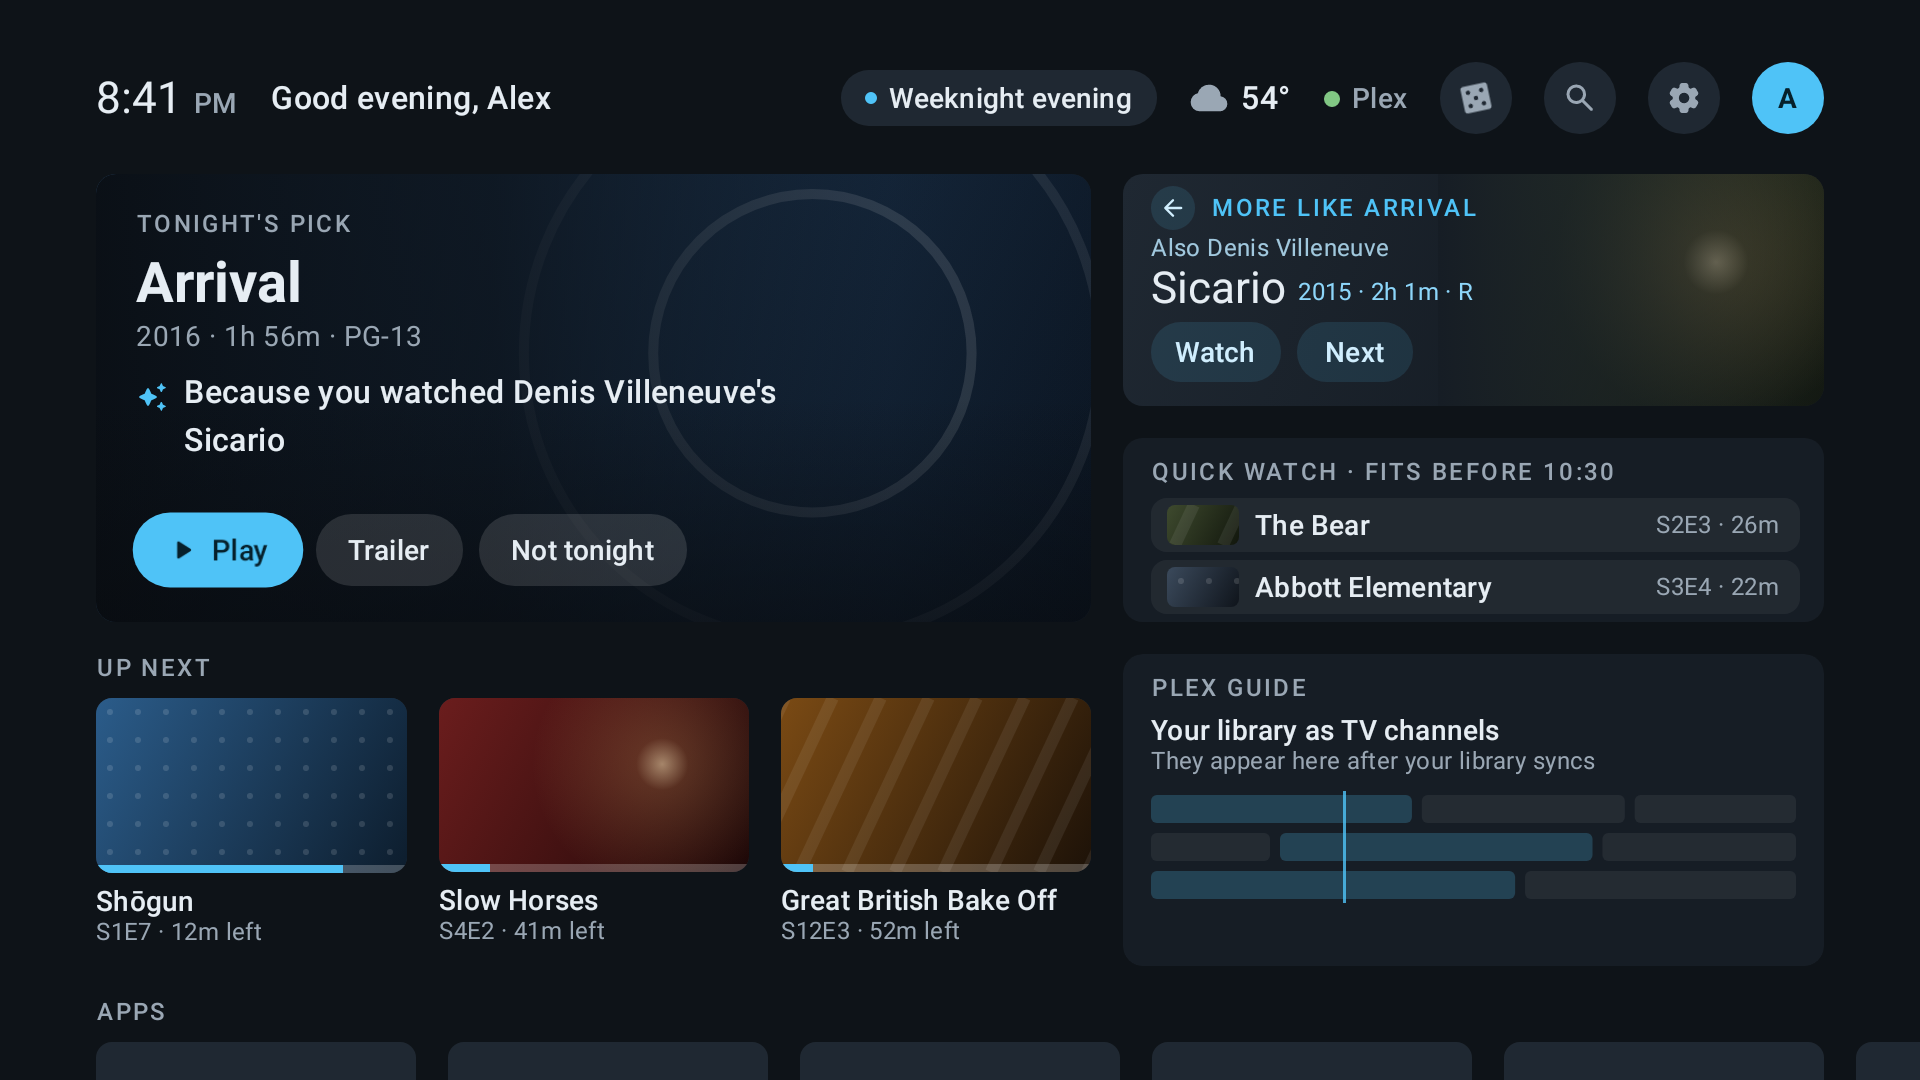 8:41 PM
Good evening, Alex
Weeknight evening
54°
Plex
A
TONIGHT'S PICK
Arrival
2016 · 1h 56m · PG-13
Because you watched Denis Villeneuve's
Sicario
Play
Trailer
Not tonight
MORE LIKE ARRIVAL
Also Denis Villeneuve
Sicario 2015 · 2h 1m · R
Watch
Next
QUICK WATCH · FITS BEFORE 10:30
The Bear S2E3 · 26m
Abbott Elementary S3E4 · 22m
UP NEXT
Shōgun
S1E7 · 12m left
Slow Horses
S4E2 · 41m left
Great British Bake Off
S12E3 · 52m left
PLEX GUIDE
Your library as TV channels
They appear here after your library syncs
APPS